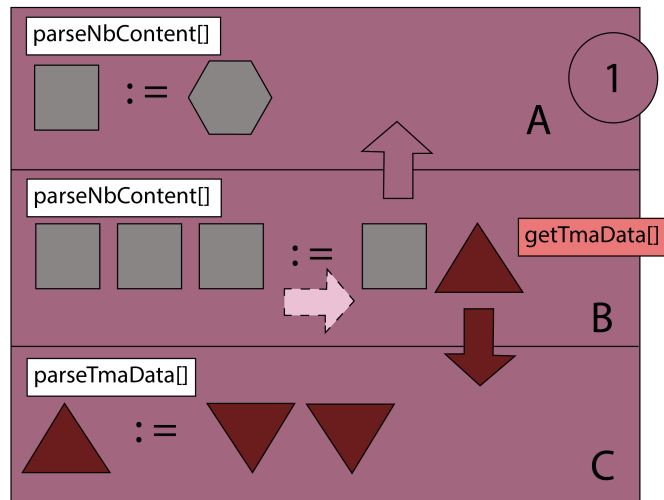 parseNbContent[]
1
:=
A
parseNbContent[]
getTmaData[]
:=
B
parseTmaData[]
:=
C